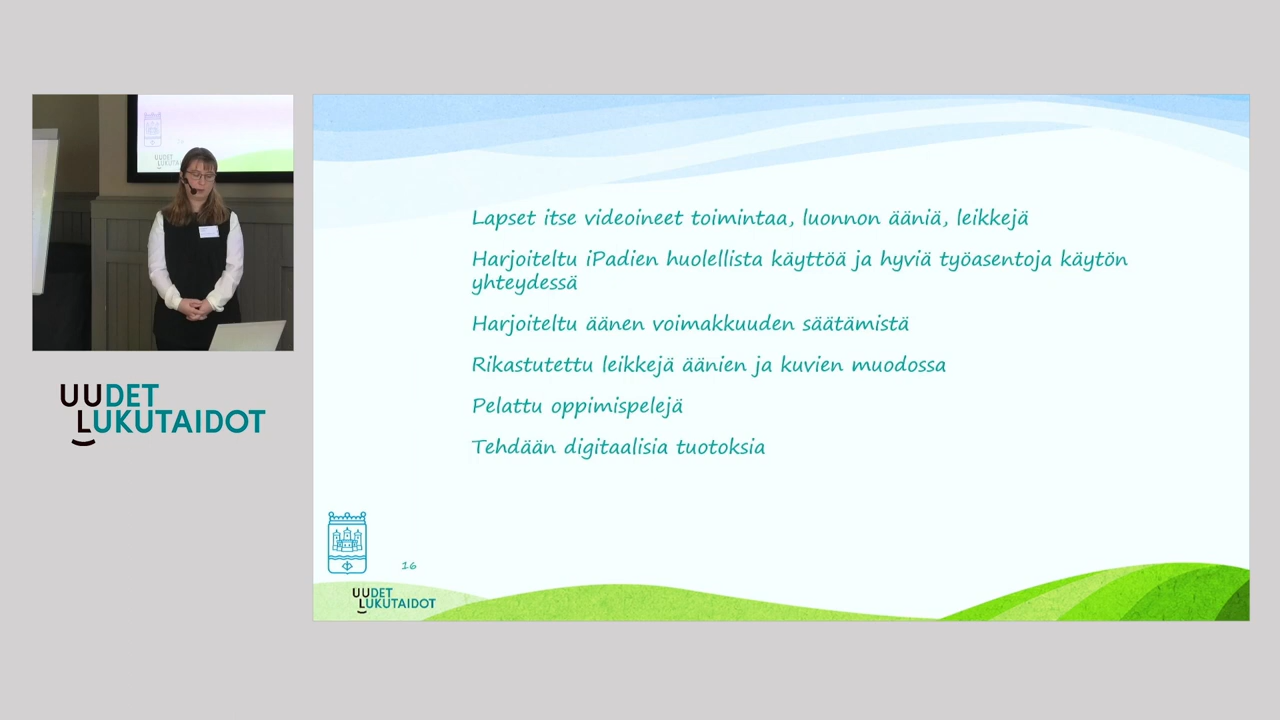 UUDET
LUKUTAIDOT
Lapset itse videoineet toimintaa, luonnon ääniä, leikkejä
Harjoiteltu iPadien huolellista käyttöä ja hyviä työasentoja käytön
yhteydessä
Harjoiteltu äänen voimakkuuden säätämistä
Rikastutettu leikkejä äänien ja kuvien muodossa
Pelattu oppimispelejä
Tehdään digitaalisia tuotoksia
16
UUDET
LUKUTAIDOT